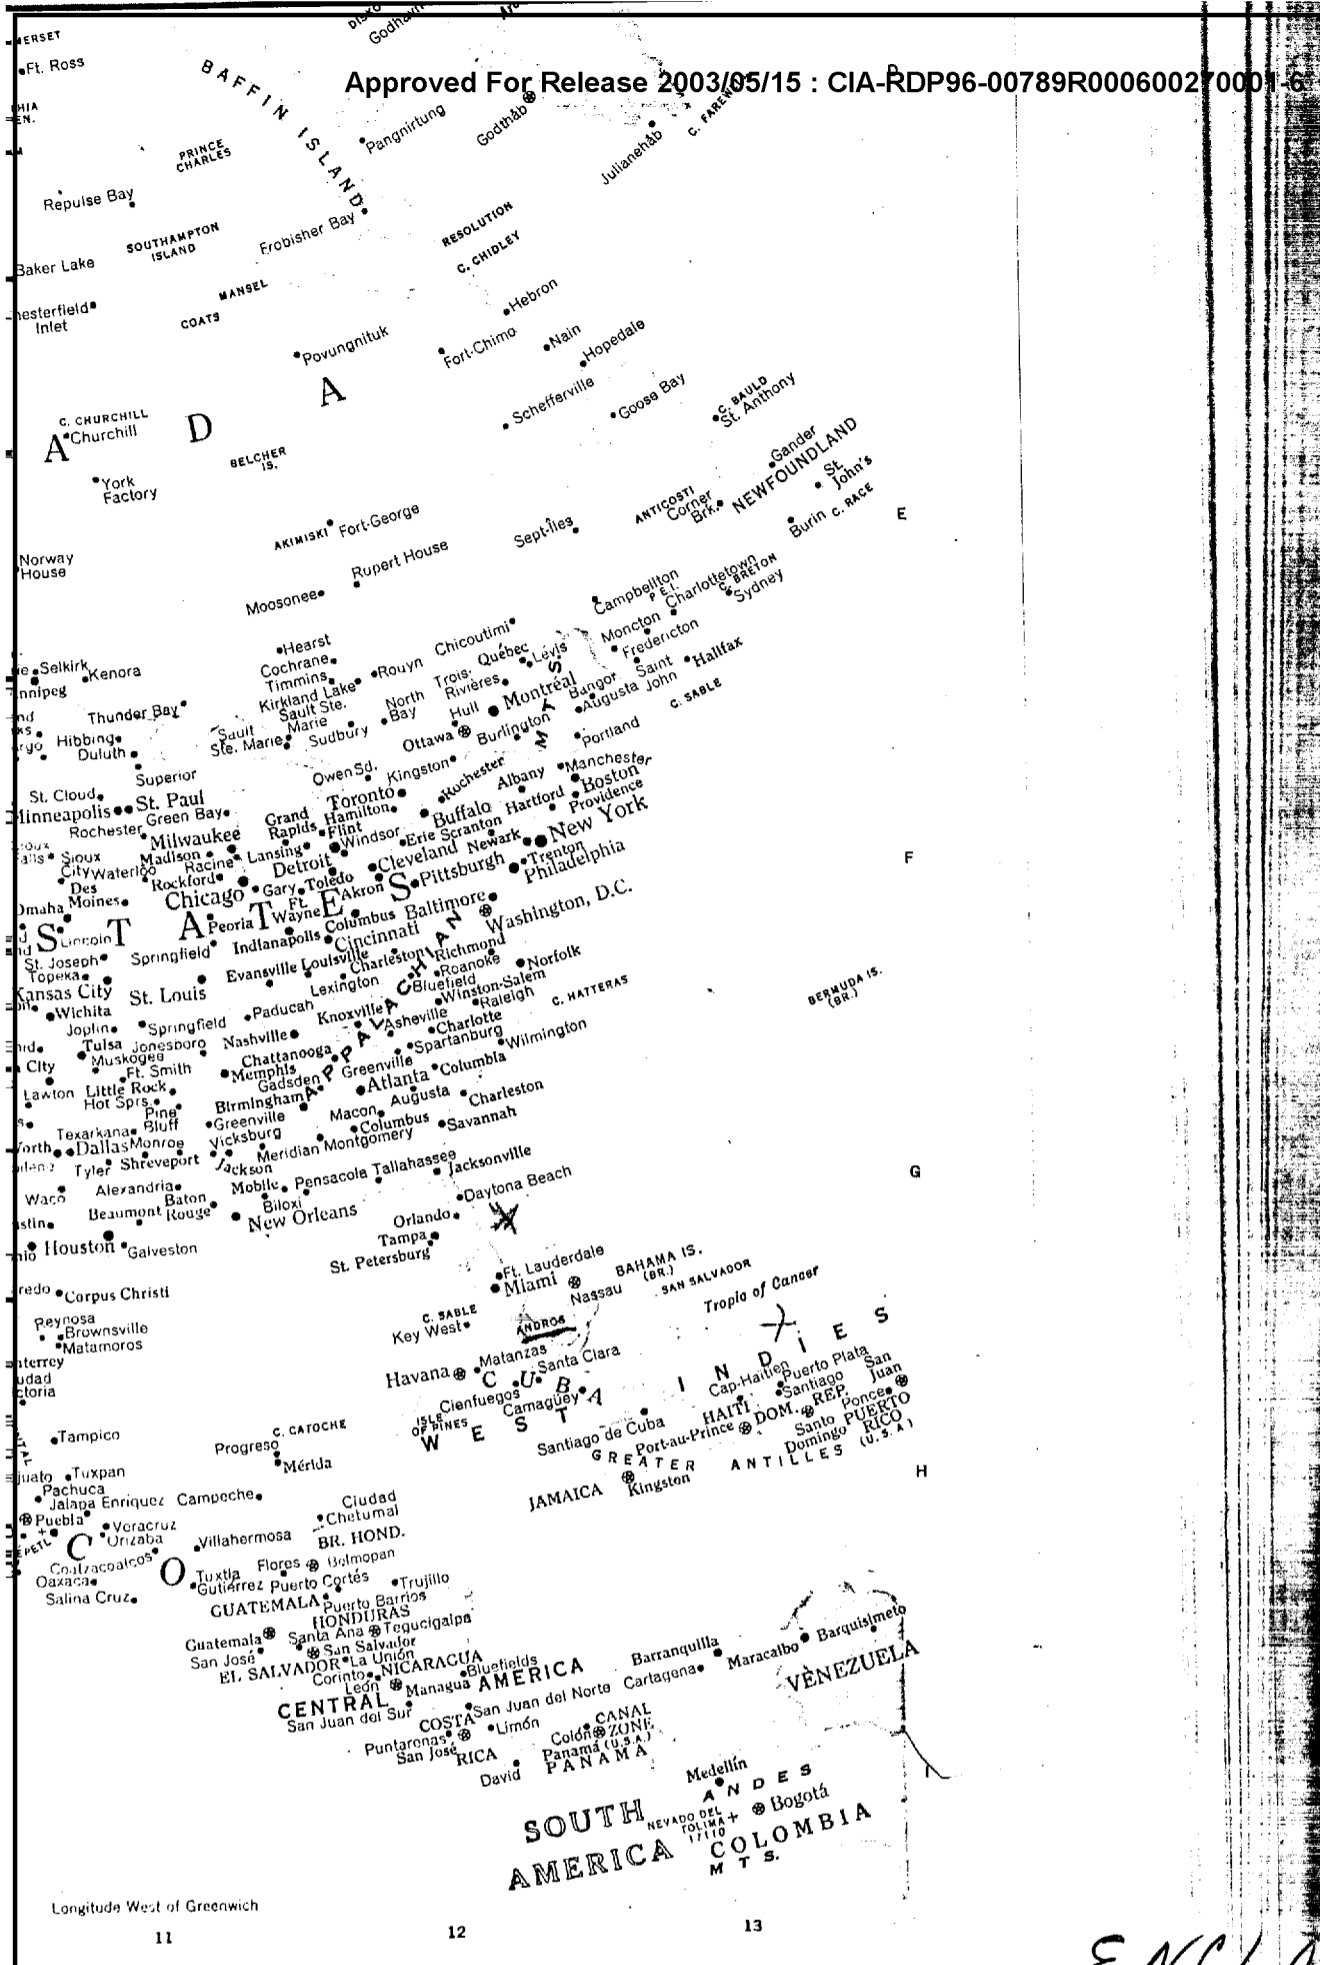 Godhavn
Ft. Ross
Approved For Release 2003/05/15 : CIA-RDP96-00789R000600270001-6
BAFFIN ISLAND
Pangnirtung
Godthåb
C. FAREWELL
PRINCE
CHARLES
Julianehåb
Repulse Bay
Frobisher Bay
RESOLUTION
SOUTHAMPTON
ISLAND
C. CHIDLEY
Baker Lake
MANSEL
Inlet
COATS
Hebron
Povungnituk
Fort-Chimo
Nain
Hopedale
A D A
Schefferville
Goose Bay
C. BAULD
St. Anthony
C. CHURCHILL
Churchill
BELCHER
IS.
Gander
NEWFOUNDLAND
York
Factory
St.
John's
ANTICOSTI
Corner
Brk.
C. RACE
Burin
E
AKIMISKI
Fort-George
Sept-Îles
Norway
House
Rupert House
Moosonee
Campbellton
P.E.I.
Charlottetown
C. BRETON
Sydney
Hearst
Cochrane
Timmins
Kirkland Lake
Rouyn
Chicoutimi
Québec
Lévis
Trois-
Rivières
Moncton
Fredericton
Saint
John
Halifax
C. SABLE
Selkirk
Kenora
Thunder Bay
Sault Ste.
Marie
Sault
Ste. Marie
Sudbury
North
Bay
Hull
Montréal
Ottawa
Burlington
MTS.
Bangor
Augusta
Portland
Hibbing
Duluth
Superior
Owen Sd.
Kingston
Rochester
Albany
Manchester
Boston
St. Cloud
Minneapolis
St. Paul
Green Bay
Grand
Rapids
Toronto
Hamilton
Buffalo
Hartford
Providence
Rochester
Milwaukee
Flint
Windsor
Erie
Scranton
New York
Sioux
City
Waterloo
Madison
Racine
Lansing
Detroit
Cleveland
Newark
Trenton
Philadelphia
F
Des
Moines
Rockford
Chicago
Gary
Toledo
Ft.
Wayne
Akron
Pittsburgh
Omaha
STATES
Peoria
Columbus
Baltimore
Washington, D.C.
Lincoln
Indianapolis
Cincinnati
St. Joseph
Springfield
Evansville
Louisville
Charleston
Richmond
Topeka
Roanoke
Norfolk
Kansas City
St. Louis
Lexington
Bluefield
Winston-Salem
Wichita
Paducah
Knoxville
APPALACHIAN
Raleigh
C. HATTERAS
BERMUDA IS.
(BR.)
Joplin
Springfield
Asheville
Charlotte
Tulsa
Jonesboro
Nashville
Spartanburg
Wilmington
City
Muskogee
Ft. Smith
Chattanooga
Memphis
Gadsden
Greenville
Lawton
Little Rock
Hot Sprs.
Birmingham
Atlanta
Columbia
Pine
Bluff
Greenville
Macon
Augusta
Charleston
Texarkana
Columbus
Savannah
Dallas
Monroe
Vicksburg
Meridian
Montgomery
Tyler
Shreveport
Jackson
Waco
Alexandria
Mobile
Pensacola
Tallahassee
Jacksonville
G
Beaumont
Baton
Rouge
Biloxi
New Orleans
Daytona Beach
Orlando
Tampa
St. Petersburg
Houston
Galveston
Ft. Lauderdale
Miami
BAHAMA IS.
(BR.)
Nassau
SAN SALVADOR
Corpus Christi
Tropic of Cancer
Reynosa
Brownsville
Matamoros
C. SABLE
Key West
ANDROS
Havana
Matanzas
Santa Clara
CUBA
Cienfuegos
Camagüey
ISLE
OF PINES
WEST INDIES
Cap-Haïtien
Puerto Plata
Santiago
San
Juan
HAITI
DOM. REP.
Ponce
Santo
Domingo
PUERTO
RICO
(U.S.A.)
Santiago de Cuba
Port-au-Prince
GREATER ANTILLES
Tampico
C. CATOCHE
Progreso
Mérida
H
JAMAICA
Kingston
Tuxpan
Pachuca
Jalapa Enríquez
Campeche
Ciudad
Chetumal
Puebla
Veracruz
Orizaba
Villahermosa
BR. HOND.
C O
Coatzacoalcos
Flores
Belmopan
Oaxaca
Tuxtla
Gutiérrez
Puerto Cortés
Salina Cruz
Trujillo
GUATEMALA
Puerto Barrios
HONDURAS
Guatemala
Santa Ana
Tegucigalpa
San José
San Salvador
EL SALVADOR
La Unión
Corinto
NICARAGUA
León
Bluefields
Barranquilla
Maracaibo
Barquisimeto
CENTRAL AMERICA
Managua
Cartagena
VENEZUELA
San Juan del Sur
San Juan del Norte
COSTA
RICA
Puntarenas
San José
Limón
CANAL
ZONE
(U.S.A.)
Colón
Panamá
PANAMA
David
Medellín
ANDES
I
SOUTH
AMERICA
NEVADO DEL
TOLIMA
17110
Bogotá
COLOMBIA
MTS.
Longitude West of Greenwich
11
12
13